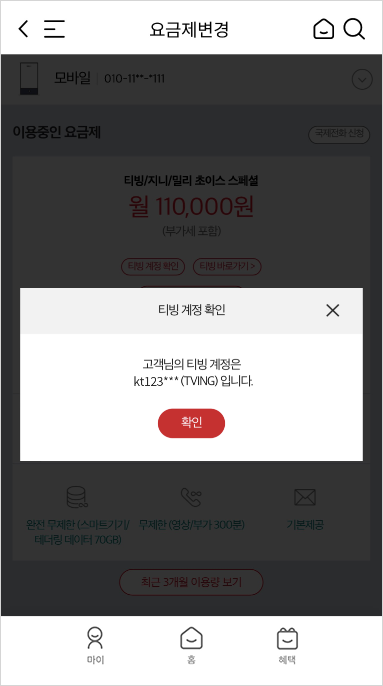 요금제변경
모바일 010-11**-*111
이용중인 요금제
국제전화 신청
티빙/지니/밀리 초이스 스페셜
월 110,000원
(부가세 포함)
티빙 계정 확인
티빙 바로가기 >
티빙 계정 확인
고객님의 티빙 계정은
kt123*** (TVING) 입니다.
확인
완전 무제한 (스마트기기/
테더링 데이터 70GB)
무제한 (영상/부가 300분)
기본제공
최근 3개월 이용량 보기
마이
홈
혜택